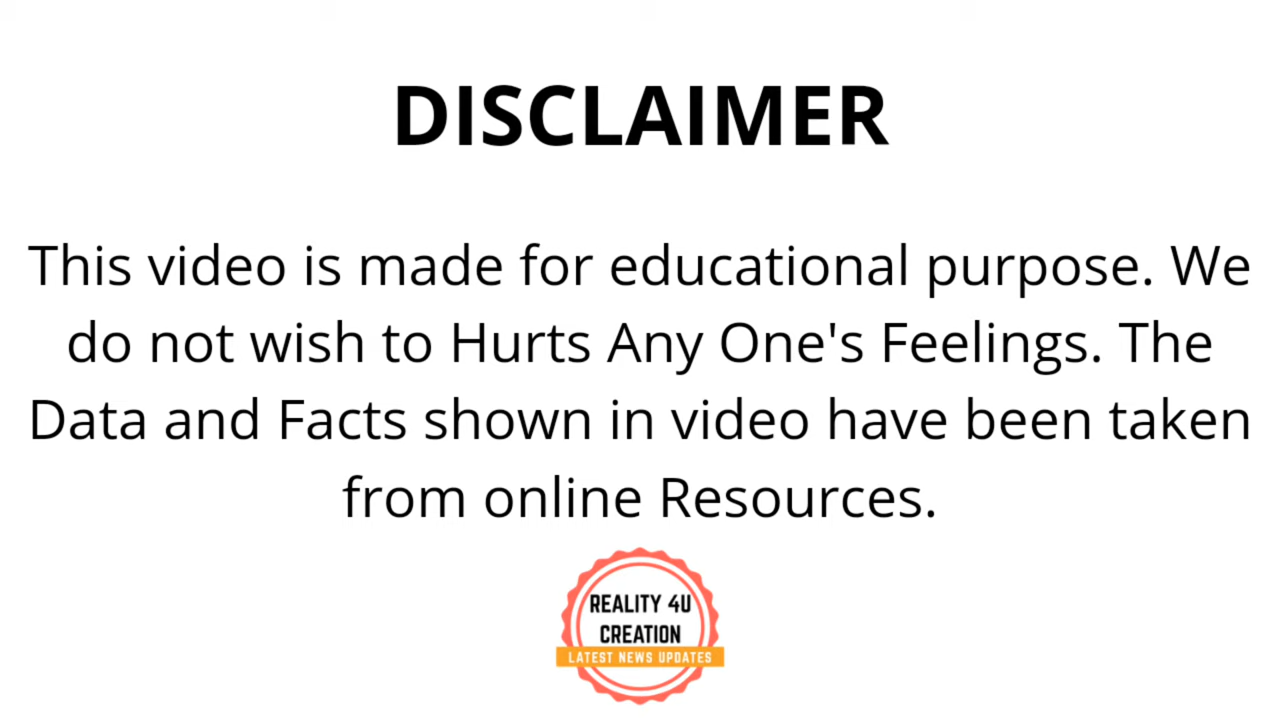 DISCLAIMER
This video is made for educational purpose. We
do not wish to Hurts Any One's Feelings. The
Data and Facts shown in video have been taken
from online Resources.
REALITY 4U
CREATION
LATEST NEWS UPDATES